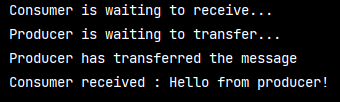 Consumer is waiting to receive...
Producer is waiting to transfer...
Producer has transferred the message
Consumer received : Hello from producer!